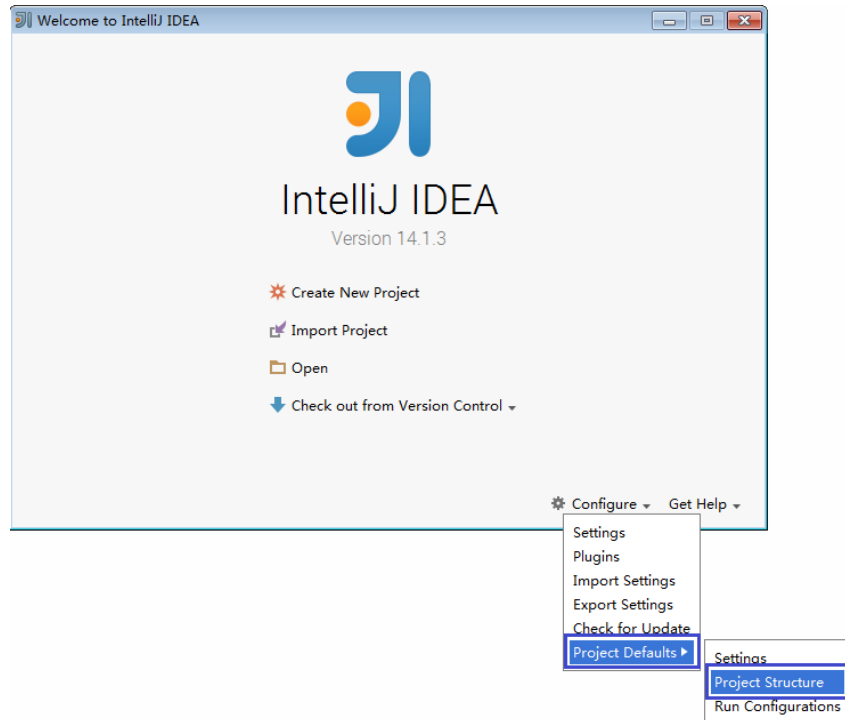 Welcome to IntelliJ IDEA
IntelliJ IDEA
Version 14.1.3
Create New Project
Import Project
Open
Check out from Version Control
Configure
Get Help
Settings
Plugins
Import Settings
Export Settings
Check for Update
Project Defaults
Settings
Project Structure
Run Configurations